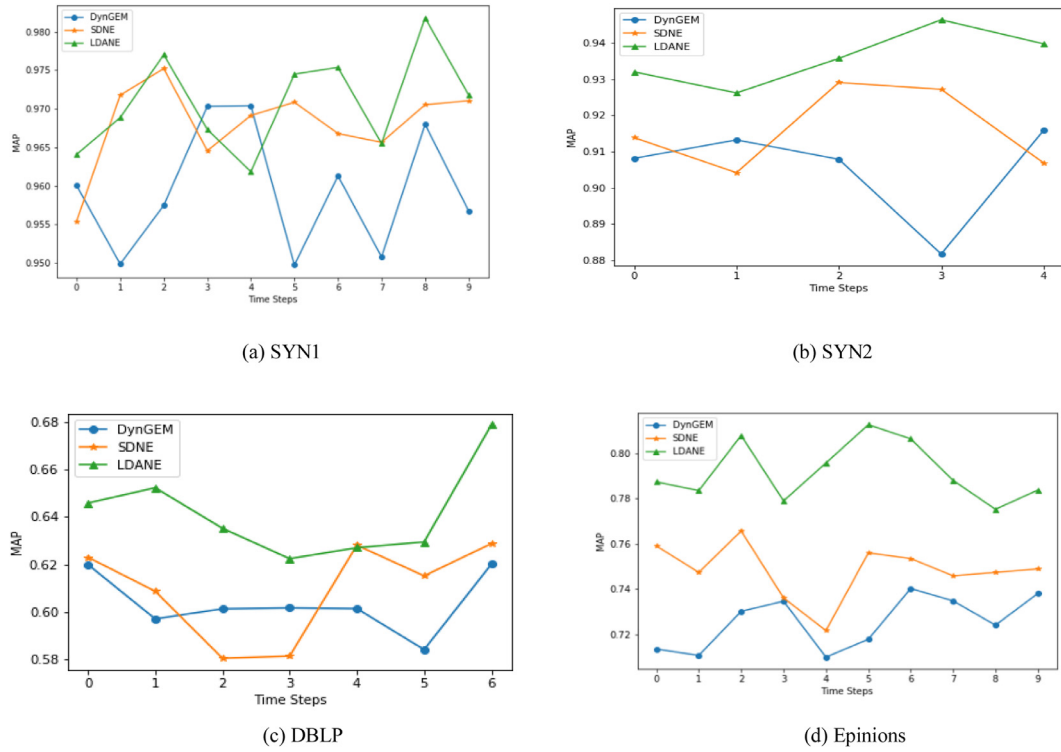 DynGEM
SDNE
LDANE
0.980
0.975
0.970
0.965
0.960
0.955
0.950
MAP
0 1 2 3 4 5 6 7 8 9
Time Steps
(a) SYN1
DynGEM
SDNE
LDANE
0.94
0.93
0.92
0.91
0.90
0.89
0.88
MAP
0 1 2 3 4
Time Steps
(b) SYN2
DynGEM
SDNE
LDANE
0.68
0.66
0.64
0.62
0.60
0.58
MAP
0 1 2 3 4 5 6
Time Steps
(c) DBLP
DynGEM
SDNE
LDANE
0.80
0.78
0.76
0.74
0.72
MAP
0 1 2 3 4 5 6 7 8 9
Time Steps
(d) Epinions